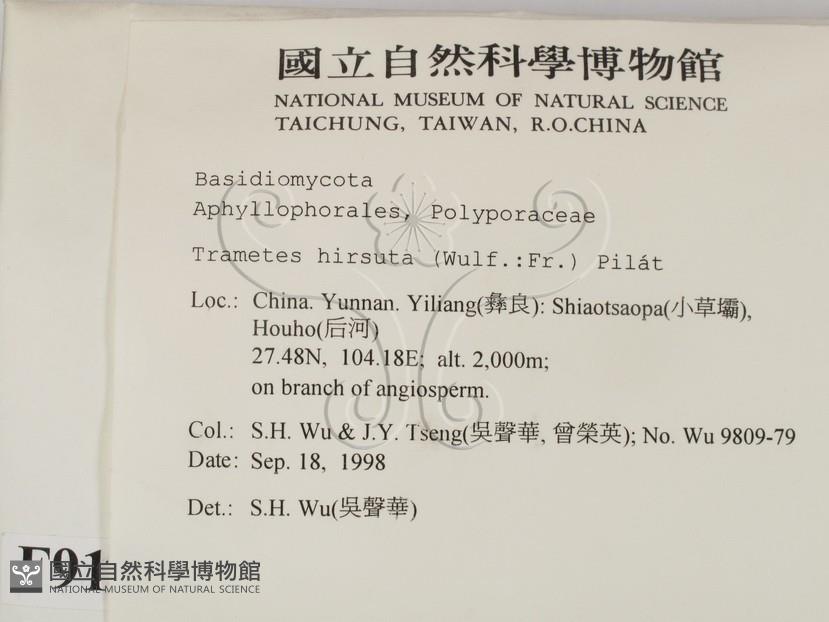 國立自然科學博物館
NATIONAL MUSEUM OF NATURAL SCIENCE
TAICHUNG, TAIWAN, R.O.CHINA
Basidiomycota
Aphyllophorales, Polyporaceae
Trametes hirsuta (Wulf.:Fr.) Pilát
Loc.: China. Yunnan. Yiliang(彝良): Shiaotsaopa(小草壩),
Houho(后河)
27.48N, 104.18E; alt. 2,000m;
on branch of angiosperm.
Col.: S.H. Wu & J.Y. Tseng(吳聲華, 曾榮英); No. Wu 9809-79
Date: Sep. 18, 1998
Det.: S.H. Wu(吳聲華)
F91
國立自然科學博物館
NATIONAL MUSEUM OF NATURAL SCIENCE